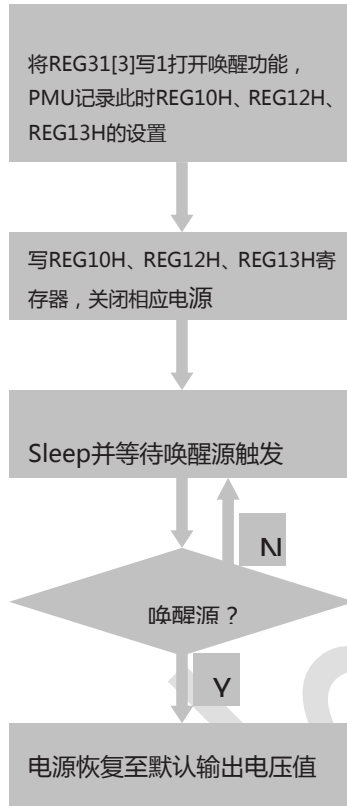 将REG31[3]写1打开唤醒功能，
PMU记录此时REG10H、REG12H、
REG13H的设置
写REG10H、REG12H、REG13H寄
存器，关闭相应电源
Sleep并等待唤醒源触发
N
唤醒源？
Y
电源恢复至默认输出电压值